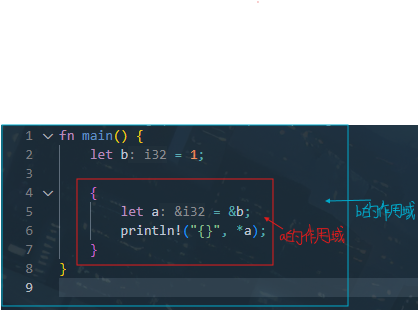 1 fn main() {
2 let b: i32 = 1;
3
4 {
5 let a: &i32 = &b;
6 println!("{}", *a);
7 }
8 }
9
b的作用域
a的作用域